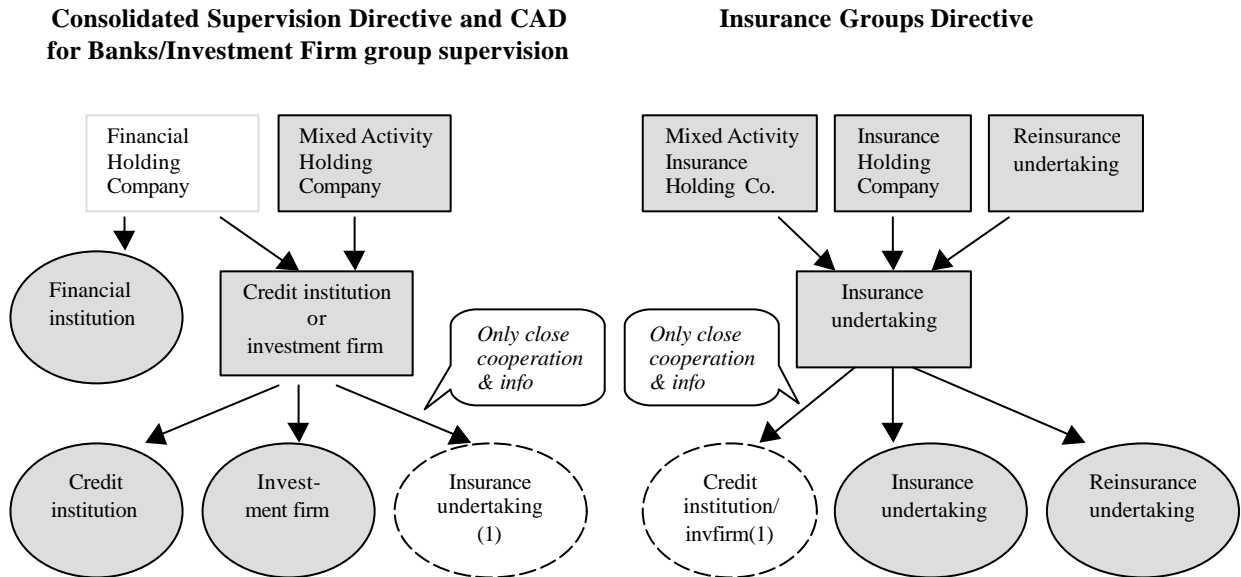 Consolidated Supervision Directive and CAD
for Banks/Investment Firm group supervision
Insurance Groups Directive
Financial
Holding
Company
Mixed Activity
Holding
Company
Mixed Activity
Insurance
Holding Co.
Insurance
Holding
Company
Reinsurance
undertaking
Financial
institution
Credit institution
or
investment firm
Only close
cooperation
& info
Only close
cooperation
& info
Insurance
undertaking
Credit
institution
Invest-
ment firm
Insurance
undertaking
(1)
Credit
institution/
invfirm(1)
Insurance
undertaking
Reinsurance
undertaking